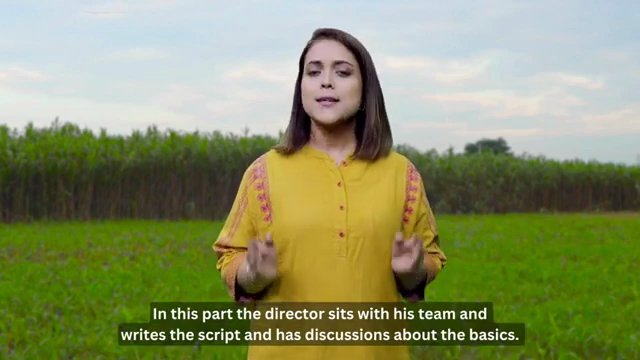 In this part the director sits with his team and
writes the script and has discussions about the basics.